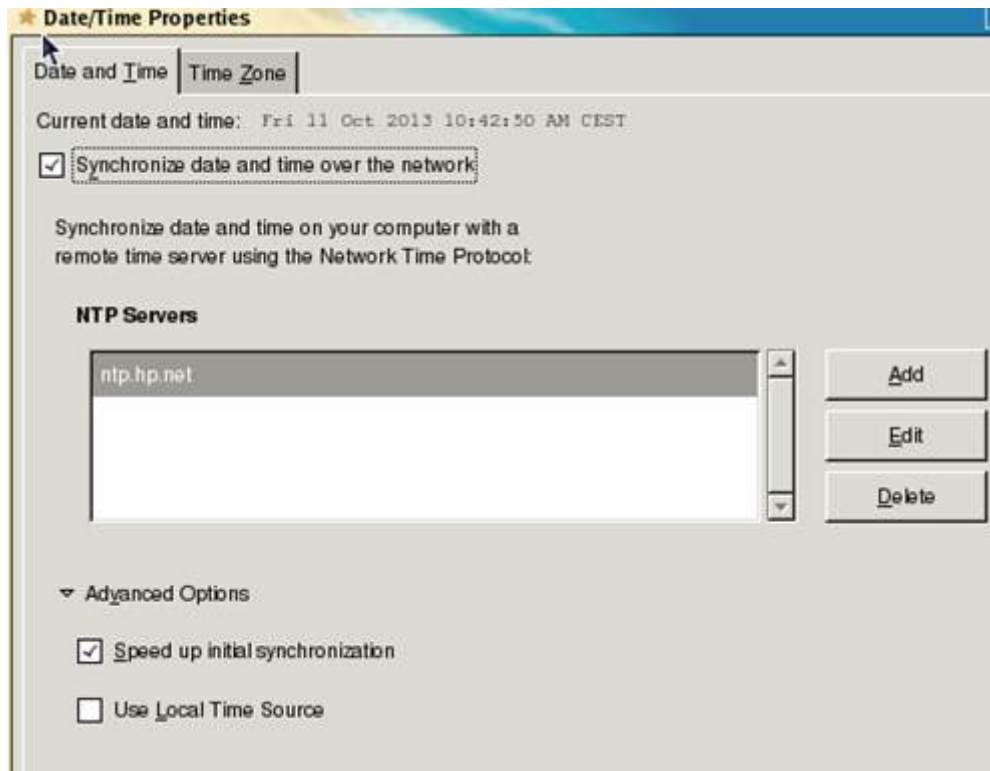 Date/Time Properties
Date and Time
Time Zone
Current date and time: Fri 11 Oct 2013 10:42:50 AM CEST
Synchronize date and time over the network
Synchronize date and time on your computer with a
remote time server using the Network Time Protocol:
NTP Servers
ntp.hp.net
Add
Edit
Delete
Advanced Options
Speed up initial synchronization
Use Local Time Source